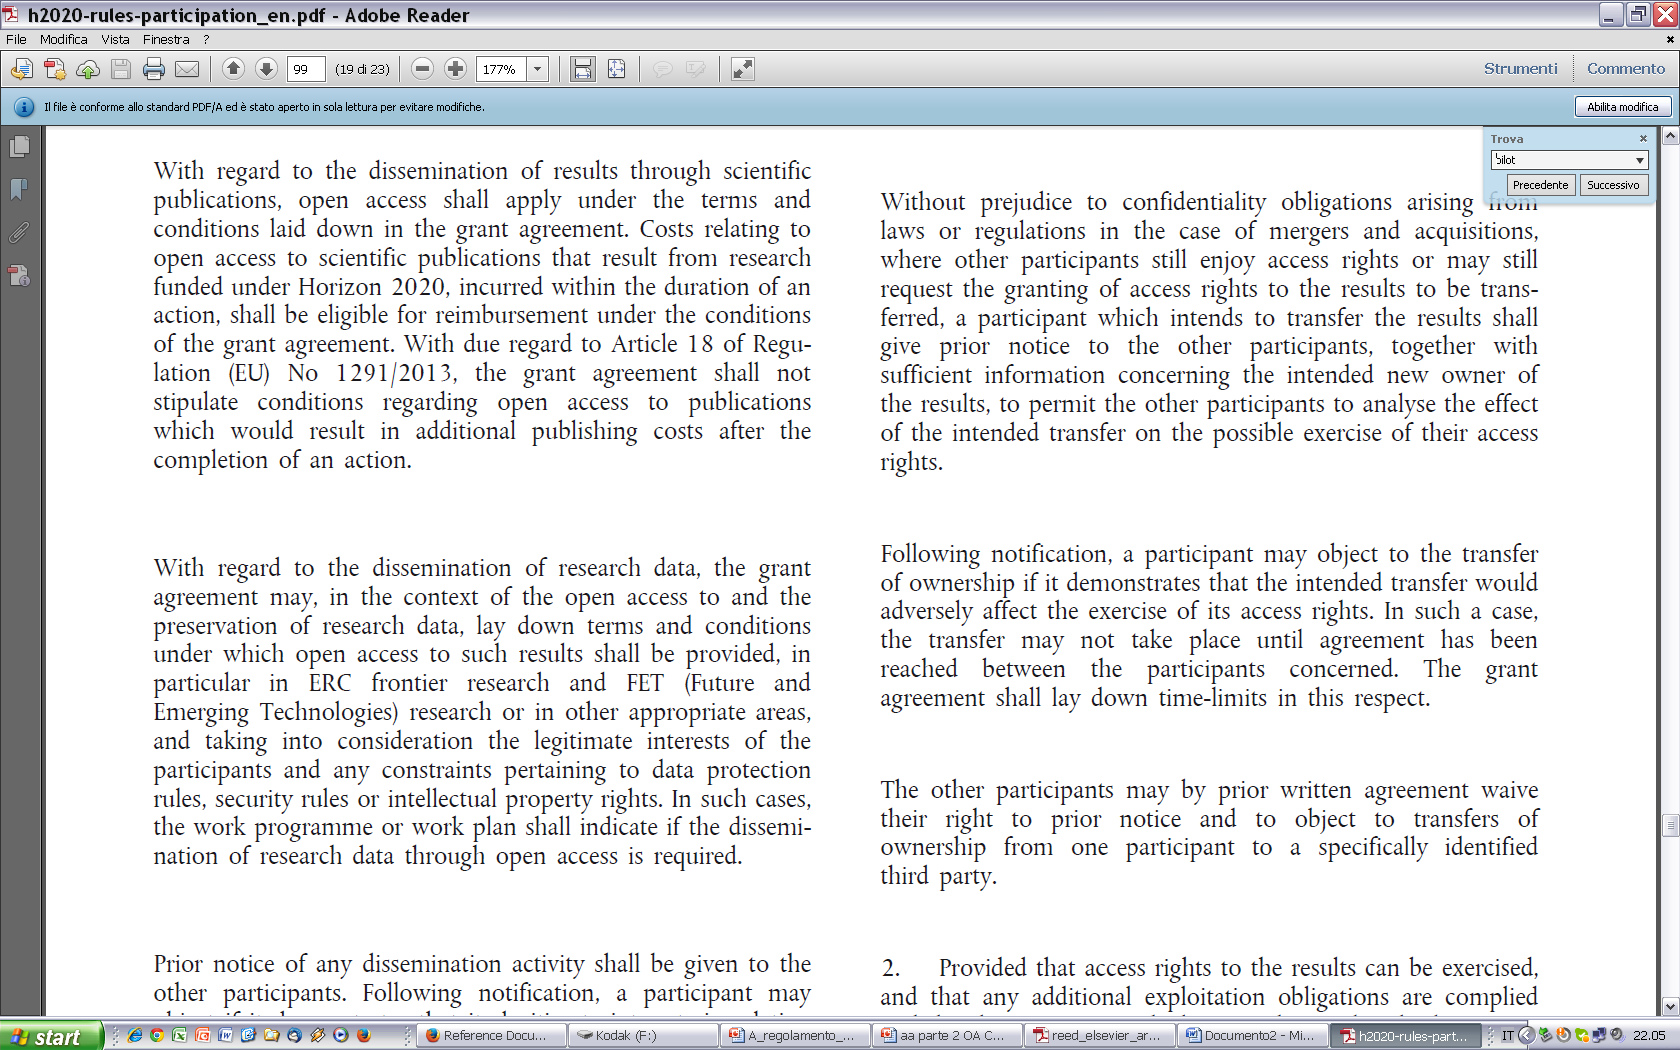 h2020-rules-participation_en.pdf - Adobe Reader
File Modifica Vista Finestra ?
99 (19 di 23) 177% Strumenti Commento
Il file è conforme allo standard PDF/A ed è stato aperto in sola lettura per evitare modifiche. Abilita modifica
Trova
pilot
Precedente Successivo
With regard to the dissemination of results through scientific
publications, open access shall apply under the terms and
conditions laid down in the grant agreement. Costs relating to
open access to scientific publications that result from research
funded under Horizon 2020, incurred within the duration of an
action, shall be eligible for reimbursement under the conditions
of the grant agreement. With due regard to Article 18 of Regu-
lation (EU) No 1291/2013, the grant agreement shall not
stipulate conditions regarding open access to publications
which would result in additional publishing costs after the
completion of an action.
With regard to the dissemination of research data, the grant
agreement may, in the context of the open access to and the
preservation of research data, lay down terms and conditions
under which open access to such results shall be provided, in
particular in ERC frontier research and FET (Future and
Emerging Technologies) research or in other appropriate areas,
and taking into consideration the legitimate interests of the
participants and any constraints pertaining to data protection
rules, security rules or intellectual property rights. In such cases,
the work programme or work plan shall indicate if the dissemi-
nation of research data through open access is required.
Prior notice of any dissemination activity shall be given to the
other participants. Following notification, a participant may
Without prejudice to confidentiality obligations arising from
laws or regulations in the case of mergers and acquisitions,
where other participants still enjoy access rights or may still
request the granting of access rights to the results to be trans-
ferred, a participant which intends to transfer the results shall
give prior notice to the other participants, together with
sufficient information concerning the intended new owner of
the results, to permit the other participants to analyse the effect
of the intended transfer on the possible exercise of their access
rights.
Following notification, a participant may object to the transfer
of ownership if it demonstrates that the intended transfer would
adversely affect the exercise of its access rights. In such a case,
the transfer may not take place until agreement has been
reached between the participants concerned. The grant
agreement shall lay down time-limits in this respect.
The other participants may by prior written agreement waive
their right to prior notice and to object to transfers of
ownership from one participant to a specifically identified
third party.
2. Provided that access rights to the results can be exercised,
and that any additional exploitation obligations are complied
start Reference Docu... Kodak (F:) A_regolamento_... aa parte 2 OA C... reed_elsevier_ar... Documento2 - Mi... h2020-rules-part... IT 22.05